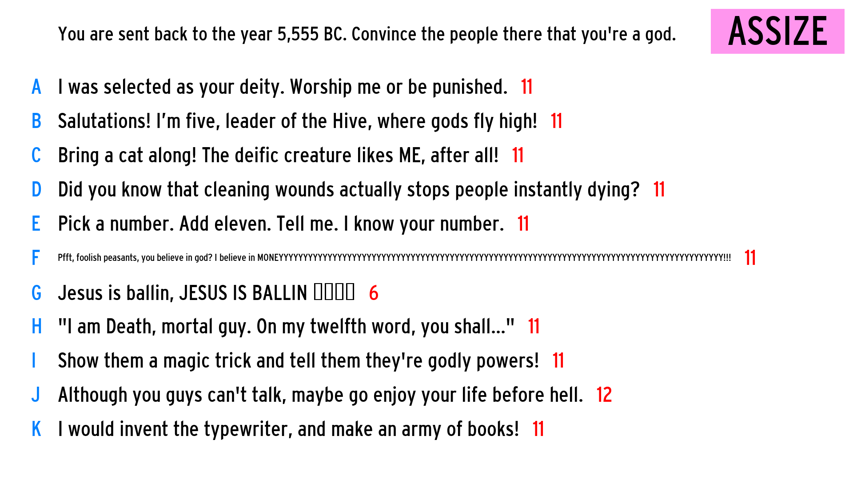 You are sent back to the year 5,555 BC. Convince the people there that you're a god.
ASSIZE
A I was selected as your deity. Worship me or be punished. 11
B Salutations! I'm five, leader of the Hive, where gods fly high! 11
C Bring a cat along! The deific creature likes ME, after all! 11
D Did you know that cleaning wounds actually stops people instantly dying? 11
E Pick a number. Add eleven. Tell me. I know your number. 11
F Pfft, foolish peasants, you believe in god? I believe in MONEYYYYYYYYYYYYYYYYYYYYYYYYYYYYYYYYYYYYYYYYYYYYYYYYYYYYYYYYYYYYYYYYYYYYYYYYYYYYYYYYYYYYYYYYYYYYYYY!!! 11
G Jesus is ballin, JESUS IS BALLIN ▯▯▯▯ 6
H "I am Death, mortal guy. On my twelfth word, you shall..." 11
I Show them a magic trick and tell them they're godly powers! 11
J Although you guys can't talk, maybe go enjoy your life before hell. 12
K I would invent the typewriter, and make an army of books! 11